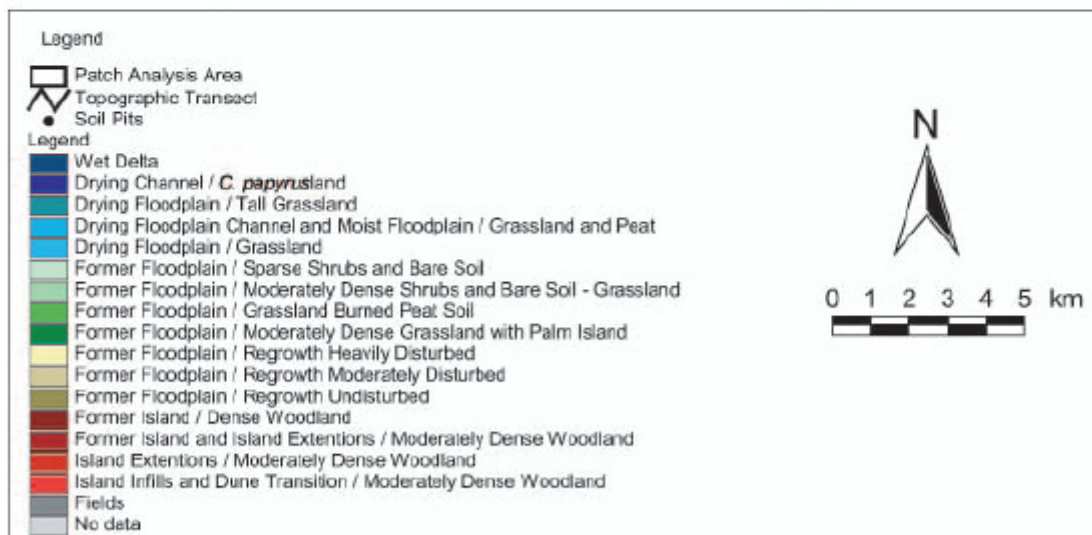 Legend
Patch Analysis Area
Topographic Transect
Soil Pits
Legend
Wet Delta
Drying Channel / C. papyrusland
Drying Floodplain / Tall Grassland
Drying Floodplain Channel and Moist Floodplain / Grassland and Peat
Drying Floodplain / Grassland
Former Floodplain / Sparse Shrubs and Bare Soil
Former Floodplain / Moderately Dense Shrubs and Bare Soil - Grassland
Former Floodplain / Grassland Burned Peat Soil
Former Floodplain / Moderately Dense Grassland with Palm Island
Former Floodplain / Regrowth Heavily Disturbed
Former Floodplain / Regrowth Moderately Disturbed
Former Floodplain / Regrowth Undisturbed
Former Island / Dense Woodland
Former Island and Island Extentions / Moderately Dense Woodland
Island Extentions / Moderately Dense Woodland
Island Infills and Dune Transition / Moderately Dense Woodland
Fields
No data
N
0 1 2 3 4 5 km